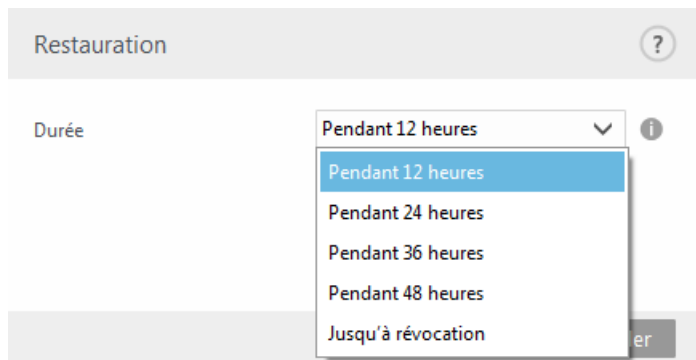 Restauration
?
Durée
Pendant 12 heures
i
Pendant 12 heures
Pendant 24 heures
Pendant 36 heures
Pendant 48 heures
Jusqu'à révocation